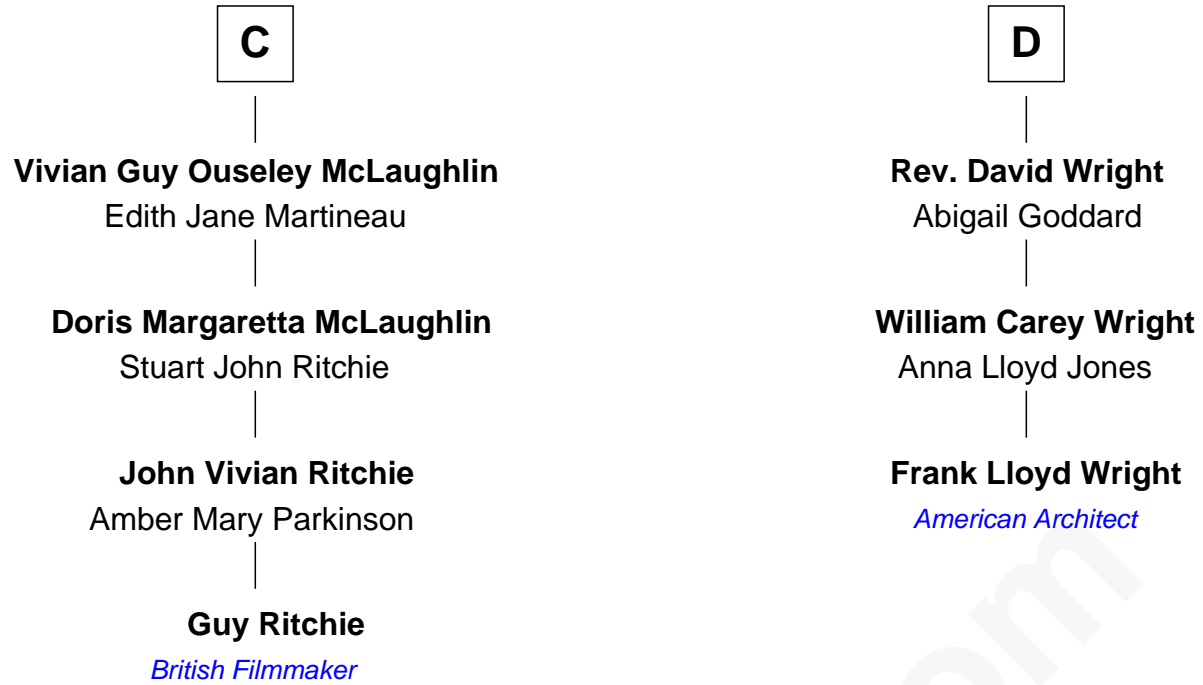 C
Vivian Guy Ouseley McLaughlin
Edith Jane Martineau
Doris Margaretta McLaughlin
Stuart John Ritchie
John Vivian Ritchie
Amber Mary Parkinson
Guy Ritchie
British Filmmaker
D
Rev. David Wright
Abigail Goddard
William Carey Wright
Anna Lloyd Jones
Frank Lloyd Wright
American Architect
om